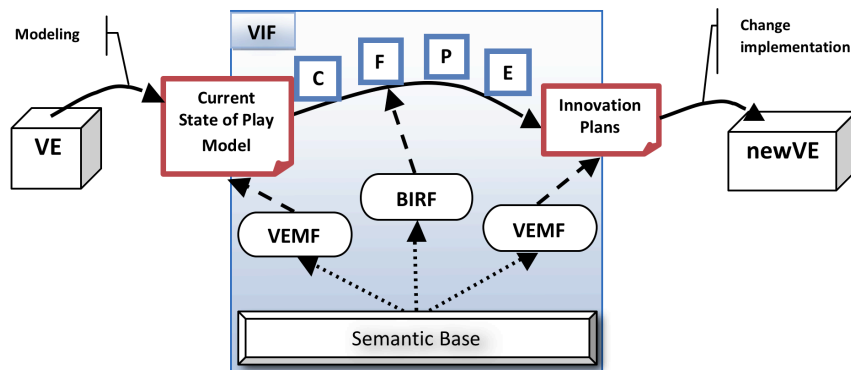 Modeling
VIF
C
F
P
E
Change
implementation
VE
Current
State of Play
Model
Innovation
Plans
newVE
BIRF
VEMF
VEMF
Semantic Base